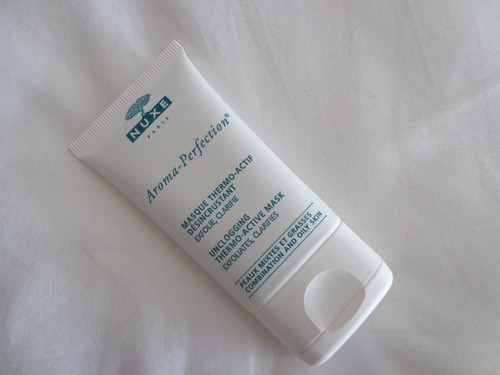 NUXE
PARIS
Aroma-Perfection®
MASQUE THERMO-ACTIF
DÉSINCRUSTANT
EXFOLIE, CLARIFIE
UNCLOGGING
THERMO-ACTIVE MASK
EXFOLIATES, CLARIFIES
PEAUX MIXTES ET GRASSES
COMBINATION AND OILY SKIN